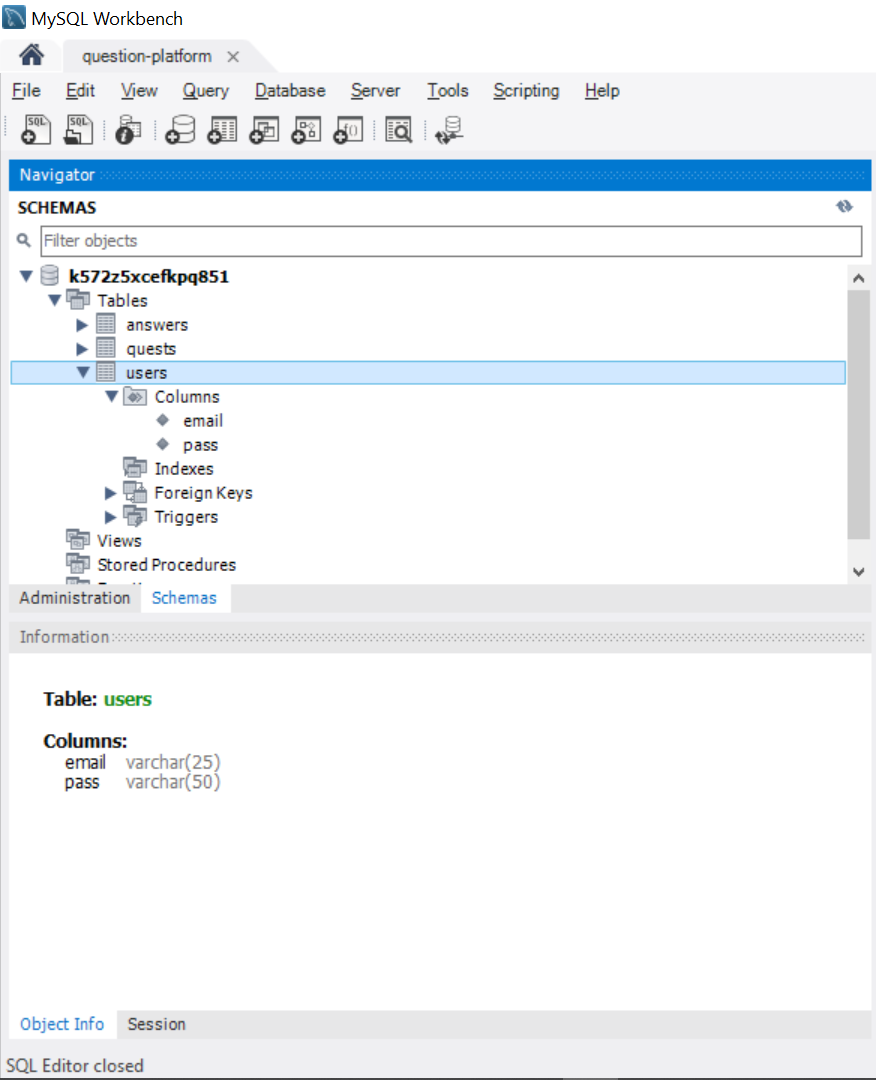 MySQL Workbench
question-platform
File Edit View Query Database Server Tools Scripting Help
SQL SQL
Navigator
SCHEMAS
Filter objects
k572z5xcefkpq851
Tables
answers
quests
users
Columns
email
pass
Indexes
Foreign Keys
Triggers
Views
Stored Procedures
Administration Schemas
Information
Table: users
Columns:
email varchar(25)
pass varchar(50)
Object Info Session
SQL Editor closed